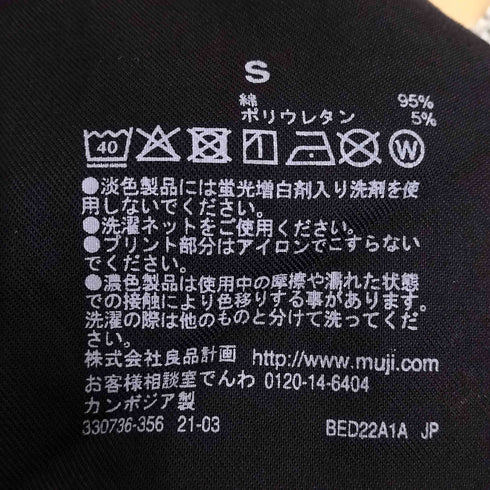 S
綿 95%
ポリウレタン 5%
40 W
●淡色製品には蛍光増白剤入り洗剤を使
用しないでください。
●洗濯ネットをご使用ください。
●プリント部分はアイロンでこすらない
でください。
●濃色製品は使用中の摩擦や濡れた状態
での接触により色移りする事があります。
洗濯の際は他のものと分けて洗ってくだ
さい。
株式会社良品計画 http://www.muji.com
お客様相談室でんわ 0120-14-6404
カンボジア製
330736-356 21-03 BED22A1A JP